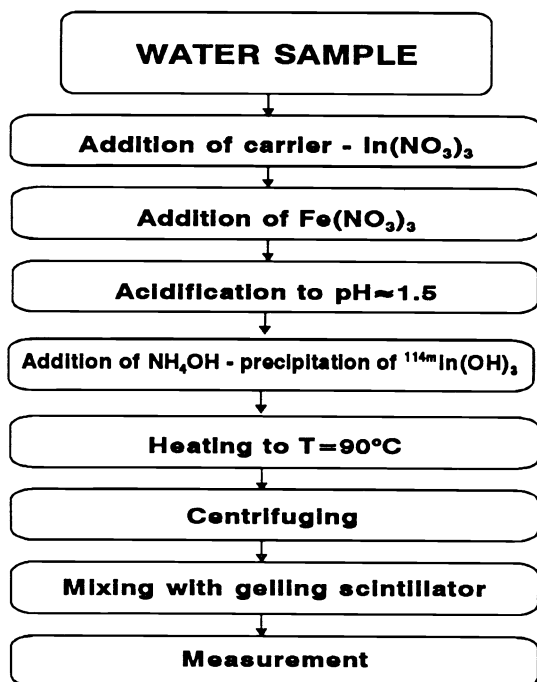 WATER SAMPLE
Addition of carrier - In(NO₃)₃
Addition of Fe(NO₃)₃
Acidification to pH≈1.5
Addition of NH₄OH - precipitation of ¹¹⁴ᵐIn(OH)₃
Heating to T=90°C
Centrifuging
Mixing with gelling scintillator
Measurement